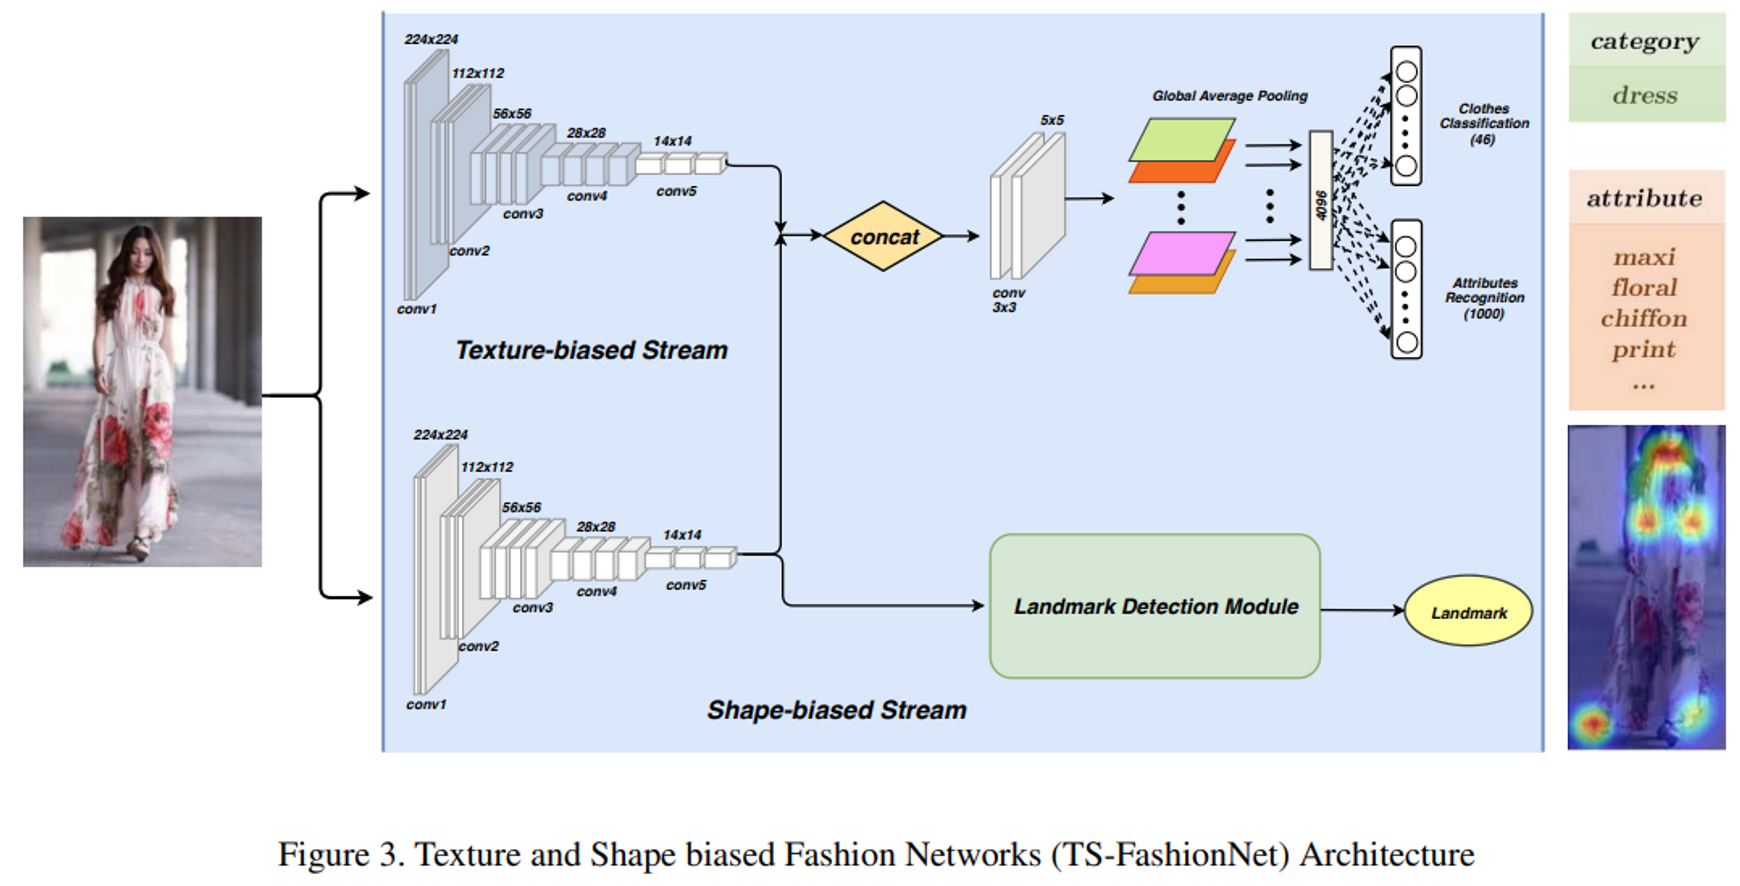 224x224
112x112
56x56
28x28
14x14
conv1
conv2
conv3
conv4
conv5
Texture-biased Stream
concat
5x5
conv
3x3
Global Average Pooling
4096
Clothes
Classification
(46)
Attributes
Recognition
(1000)
224x224
112x112
56x56
28x28
14x14
conv1
conv2
conv3
conv4
conv5
Shape-biased Stream
Landmark Detection Module
Landmark
category
dress
attribute
maxi
floral
chiffon
print
...
Figure 3. Texture and Shape biased Fashion Networks (TS-FashionNet) Architecture